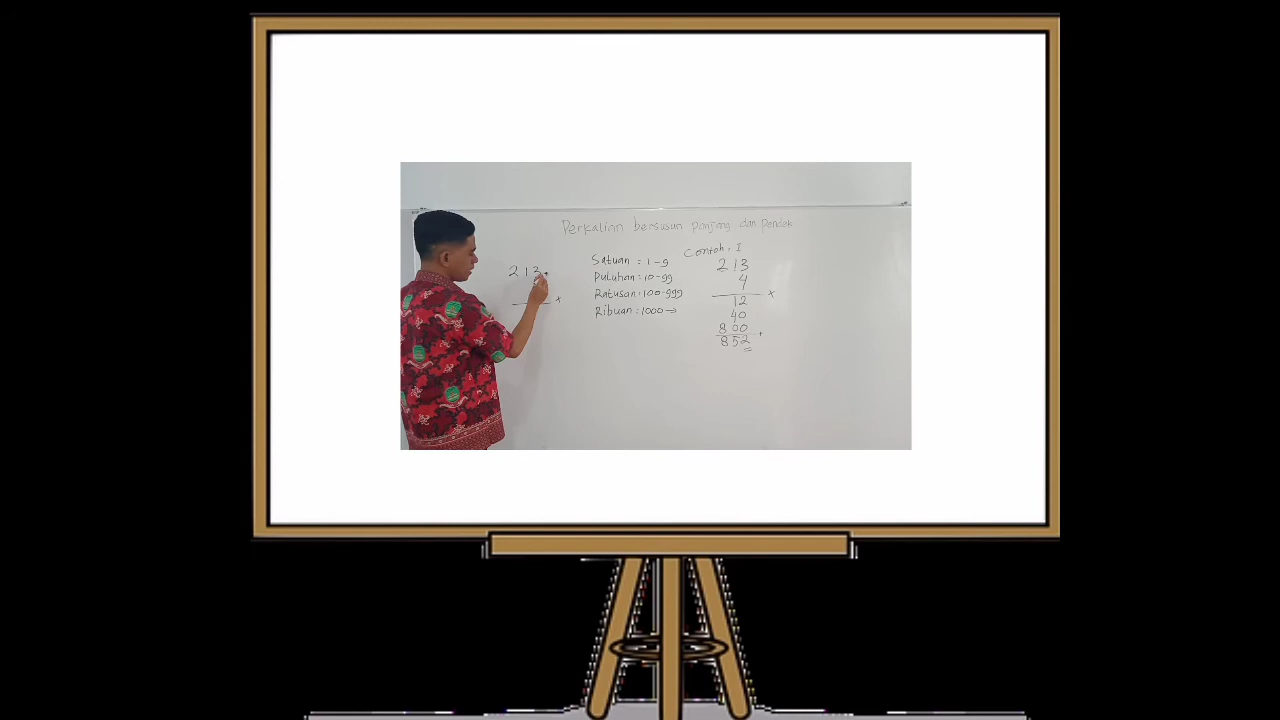 Perkalian bersusun panjang dan Pendek
213
x
Satuan : 1-9
Puluhan : 10-99
Ratusan : 100-999
Ribuan : 1000 →
Contoh : I
213
4
x
12
40
800
+
852